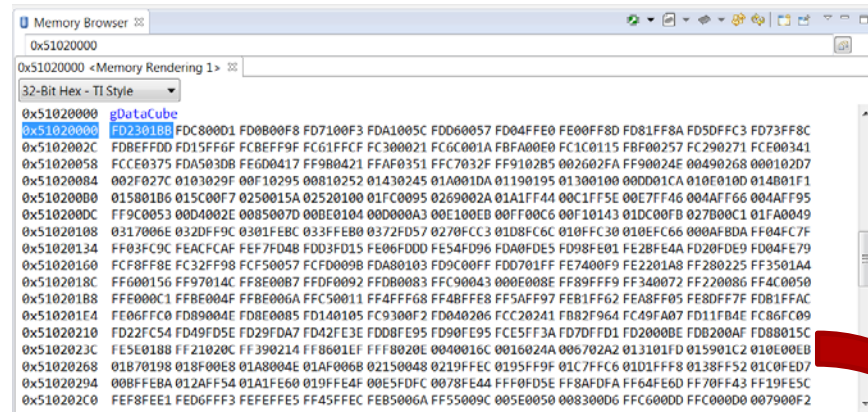 Memory Browser
0x51020000
0x51020000 <Memory Rendering 1>
32-Bit Hex - TI Style
0x51020000 gDataCube
0x51020000 FD2301BB FDC800D1 FD0B00F8 FD7100F3 FDA1005C FDD60057 FD04FFE0 FE00FF8D FD81FF8A FD5DFFC3 FD73FF8C
0x5102002C FDBEFFDD FD15FF6F FCBEFF9F FC61FFCF FC300021 FC6C001A FBFA00E0 FC1C0115 FBF00257 FC290271 FCE00341
0x51020058 FCCE0375 FDA503DB FE6D0417 FF9B0421 FFAF0351 FFC7032F FF9102B5 002602FA FF90024E 00490268 000102D7
0x51020084 002F027C 0103029F 00F10295 00810252 01430245 01A001DA 01190195 01300100 00DD01CA 010E010D 014B01F1
0x510200B0 015801B6 015C00F7 0250015A 02520100 01FC0095 0269002A 01A1FF44 00C1FF5E 00E7FF46 004AFF66 004AFF95
0x510200DC FF9C0053 00D4002E 0085007D 00BE0104 00D000A3 00E100EB 00FF00C6 00F10143 01DC00FB 027B00C1 01FA0049
0x51020108 0317006E 032DFF9C 0301FEBC 033FFEB0 0372FD57 0270FCC3 01D8FC6C 010FFC30 010EFC66 000AFBDA FF04FC7F
0x51020134 FF03FC9C FEACFCAF FEF7FD4B FDD3FD15 FE06FDDD FE54FD96 FDA0FDE5 FD98FE01 FE2BFE4A FD20FDE9 FD04FE79
0x51020160 FCF8FF8E FC32FF98 FCF50057 FCFD009B FDA80103 FD9C00FF FDD701FF FE7400F9 FE2201A8 FF280225 FF3501A4
0x5102018C FF600156 FF97014C FF8E00B7 FFDF0092 FFDB0083 FFC90043 000E008E FF89FFF9 FF340072 FF220086 FF4C0050
0x510201B8 FFE000C1 FFBE004F FFBE006A FFC50011 FF4FFF68 FF4BFFE8 FF5AFF97 FEB1FF62 FEA8FF05 FE8DFF7F FDB1FFAC
0x510201E4 FE06FFC0 FD89004E FD8E0085 FD140105 FC9300F2 FD040206 FCC20241 FB82F964 FC49FA07 FD11FB4E FC86FC09
0x51020210 FD22FC54 FD49FD5E FD29FDA7 FD42FE3E FDD8FE95 FD90FE95 FCE5FF3A FD7DFFD1 FD2000BE FDB200AF FD88015C
0x5102023C FE5E0188 FF21020C FF390214 FF8601EF FFF8020E 0040016C 0016024A 006702A2 013101FD 015901C2 010E00EB
0x51020268 01B70198 018F00E8 01A8004E 01AF006B 02150048 0219FFEC 0195FF9F 01C7FFC6 01D1FFF8 0138FF52 01C0FED7
0x51020294 00BFFEBA 012AFF54 01A1FE60 019FFE4F 00E5FDFC 0078FE44 FFF0FD5E FF8AFDFA FF64FE6D FF70FF43 FF19FE5C
0x510202C0 FEF8FEE1 FED6FFF3 FEFEFFE5 FF45FFEC FEB5006A FF55009C 005E0050 008300D6 FFC600DD FFC000D0 007900F2